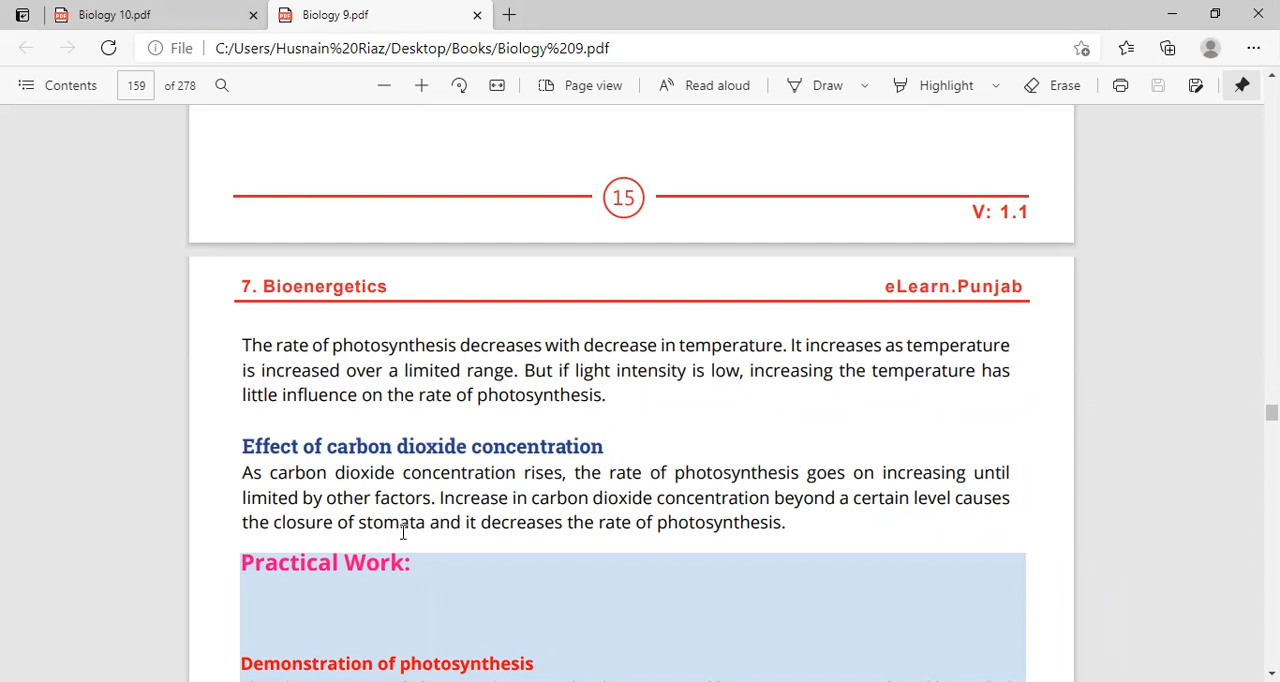 Biology 10.pdf
Biology 9.pdf
File
C:/Users/Husnain%20Riaz/Desktop/Books/Biology%209.pdf
Contents
159 of 278
Page view
Read aloud
Draw
Highlight
Erase
15
V: 1.1
7. Bioenergetics
eLearn.Punjab
The rate of photosynthesis decreases with decrease in temperature. It increases as temperature
is increased over a limited range. But if light intensity is low, increasing the temperature has
little influence on the rate of photosynthesis.
Effect of carbon dioxide concentration
As carbon dioxide concentration rises, the rate of photosynthesis goes on increasing until
limited by other factors. Increase in carbon dioxide concentration beyond a certain level causes
the closure of stomata and it decreases the rate of photosynthesis.
Practical Work:
Demonstration of photosynthesis